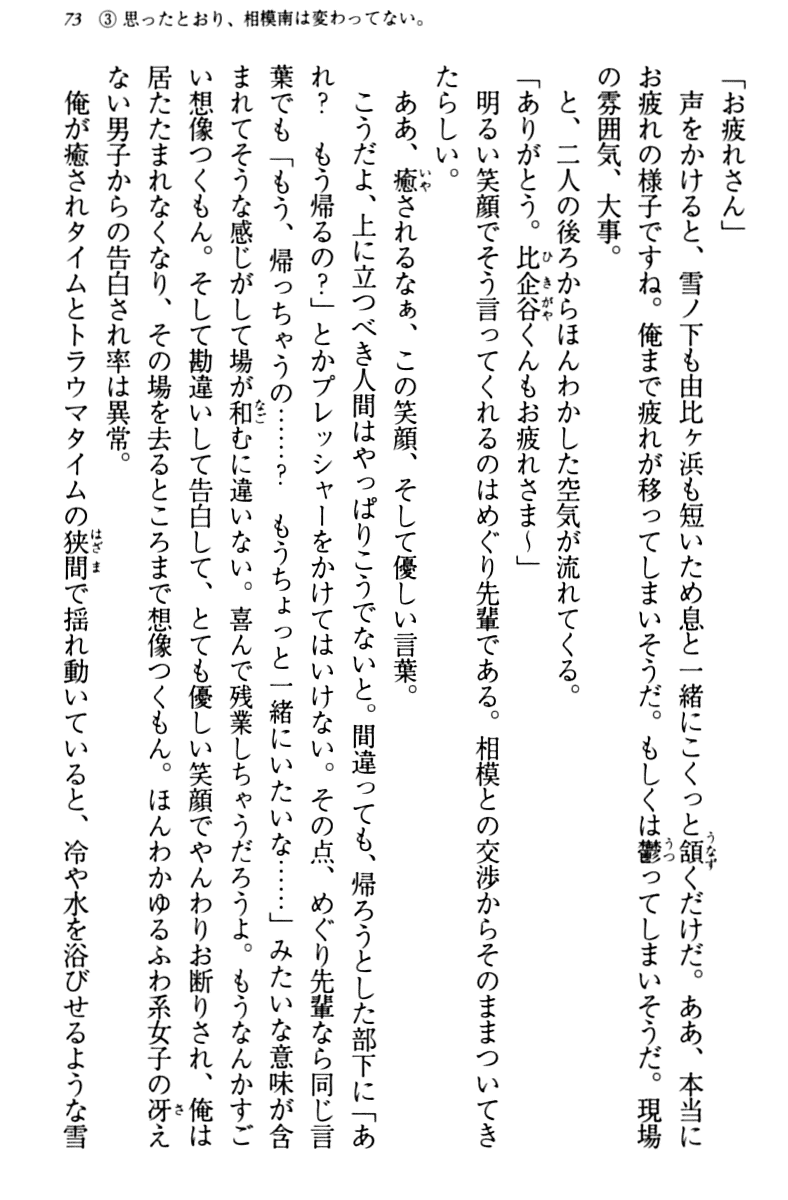 73 ③ 思ったとおり、相模南は変わってない。
「お疲れさん」
　声をかけると、雪ノ下も由比ヶ浜も短いため息と一緒にこくっと頷くだけだ。ああ、本当に
お疲れの様子ですね。俺まで疲れが移ってしまいそうだ。もしくは鬱ってしまいそうだ。現場
の雰囲気、大事。
　と、二人の後ろからほんわかした空気が流れてくる。
「ありがとう。比企谷くんもお疲れさま〜」
　明るい笑顔でそう言ってくれるのはめぐり先輩である。相模との交渉からそのままついてき
たらしい。
　ああ、癒されるなぁ、この笑顔、そして優しい言葉。
　こうだよ、上に立つべき人間はやっぱりこうでないと。間違っても、帰ろうとした部下に「あ
れ？　もう帰るの？」とかプレッシャーをかけてはいけない。その点、めぐり先輩なら同じ言
葉でも「もう、帰っちゃうの……？　もうちょっと一緒にいたいな……」みたいな意味が含
まれてそうな感じがして場が和むに違いない。喜んで残業しちゃうだろうよ。もうなんかすご
い想像つくもん。そして勘違いして告白して、とても優しい笑顔でやんわりお断りされ、俺は
居たたまれなくなり、その場を去るところまで想像つくもん。ほんわかゆるふわ系女子の冴え
ない男子からの告白され率は異常。
　俺が癒されタイムとトラウマタイムの狭間で揺れ動いていると、冷や水を浴びせるような雪